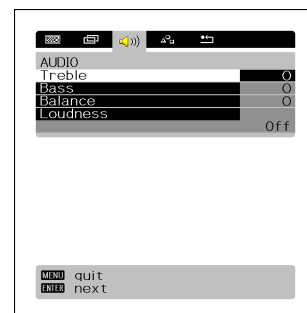 AUDIO
Treble 0
Bass 0
Balance 0
Loudness
Off
MENU quit
ENTER next